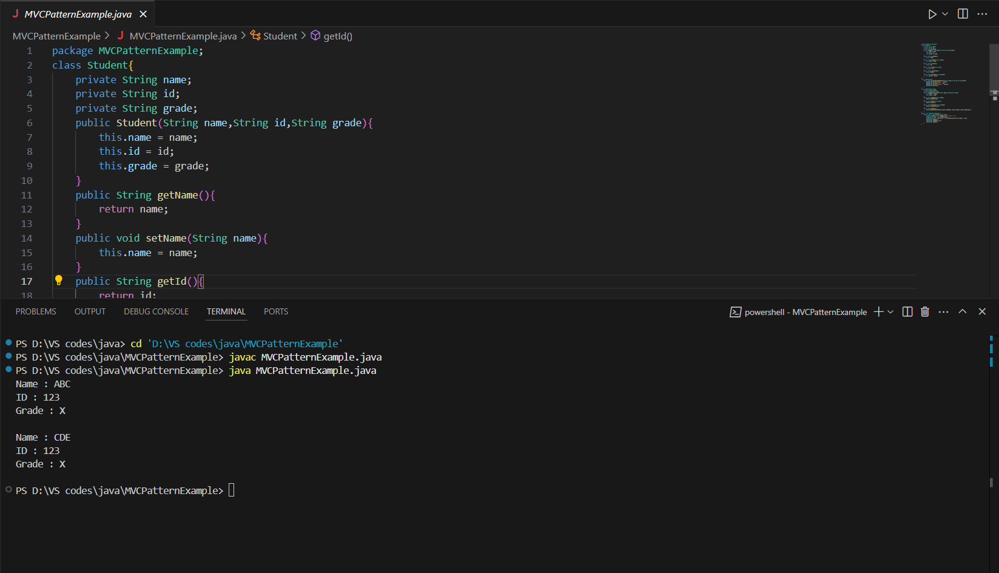 MVCPatternExample.java
MVCPatternExample > MVCPatternExample.java > Student > getId()
1 package MVCPatternExample;
2 class Student{
3 private String name;
4 private String id;
5 private String grade;
6 public Student(String name,String id,String grade){
7 this.name = name;
8 this.id = id;
9 this.grade = grade;
10 }
11 public String getName(){
12 return name;
13 }
14 public void setName(String name){
15 this.name = name;
16 }
17 public String getId(){
18 return id;
PROBLEMS OUTPUT DEBUG CONSOLE TERMINAL PORTS powershell - MVCPatternExample
PS D:\VS codes\java> cd 'D:\VS codes\java\MVCPatternExample'
PS D:\VS codes\java\MVCPatternExample> javac MVCPatternExample.java
PS D:\VS codes\java\MVCPatternExample> java MVCPatternExample.java
Name : ABC
ID : 123
Grade : X
Name : CDE
ID : 123
Grade : X
PS D:\VS codes\java\MVCPatternExample>